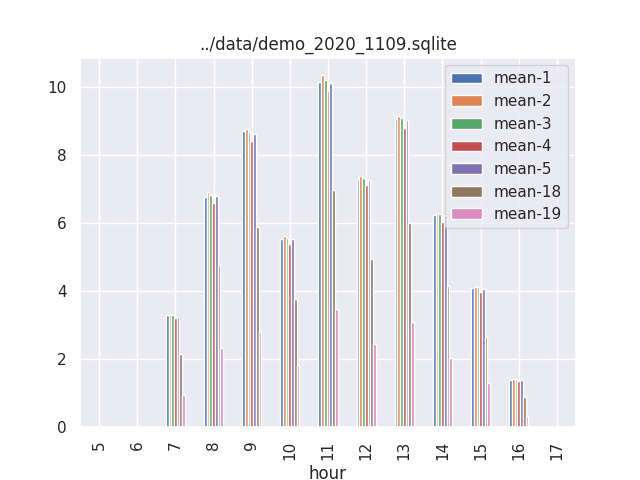 ../data/demo_2020_1109.sqlite
10
8
6
4
2
0
mean-1
mean-2
mean-3
mean-4
mean-5
mean-18
mean-19
5 6 7 8 9 10 11 12 13 14 15 16 17
hour